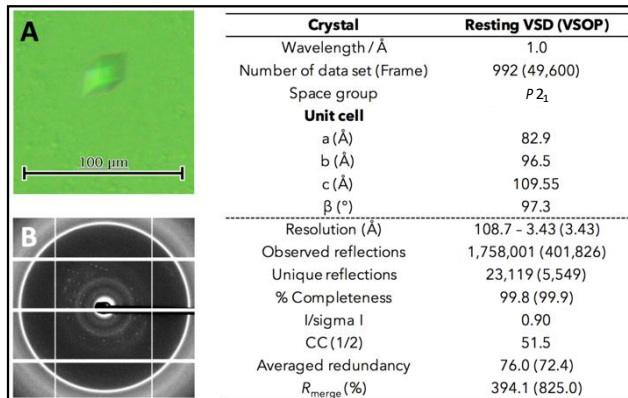 A
100 μm
B
Crystal Resting VSD (VSOP)
Wavelength / Å 1.0
Number of data set (Frame) 992 (49,600)
Space group P 2₁
Unit cell
a (Å) 82.9
b (Å) 96.5
c (Å) 109.55
β (°) 97.3
Resolution (Å) 108.7 – 3.43 (3.43)
Observed reflections 1,758,001 (401,826)
Unique reflections 23,119 (5,549)
% Completeness 99.8 (99.9)
I/sigma I 0.90
CC (1/2) 51.5
Averaged redundancy 76.0 (72.4)
Rmerge (%) 394.1 (825.0)